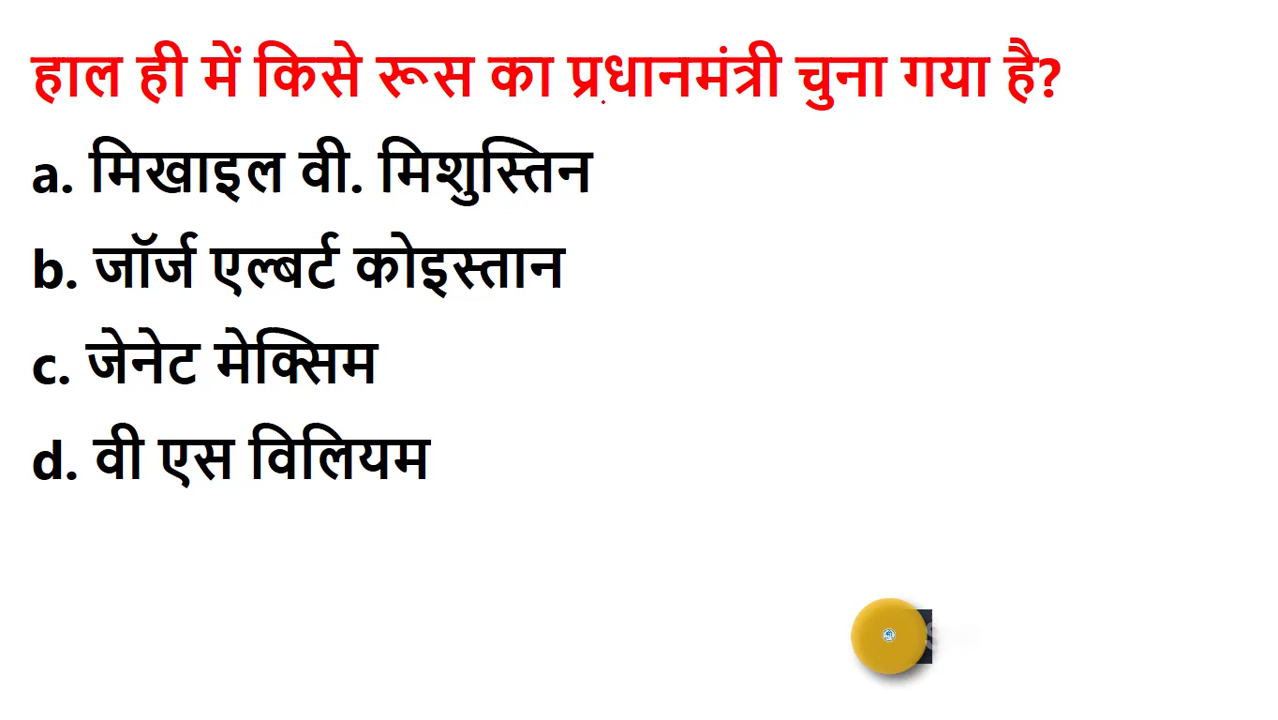 हाल ही में किसे रूस का प्रधानमंत्री चुना गया है?
a. मिखाइल वी. मिशुस्तिन
b. जॉर्ज एल्बर्ट कोइस्तान
c. जेनेट मेक्सिम
d. वी एस विलियम